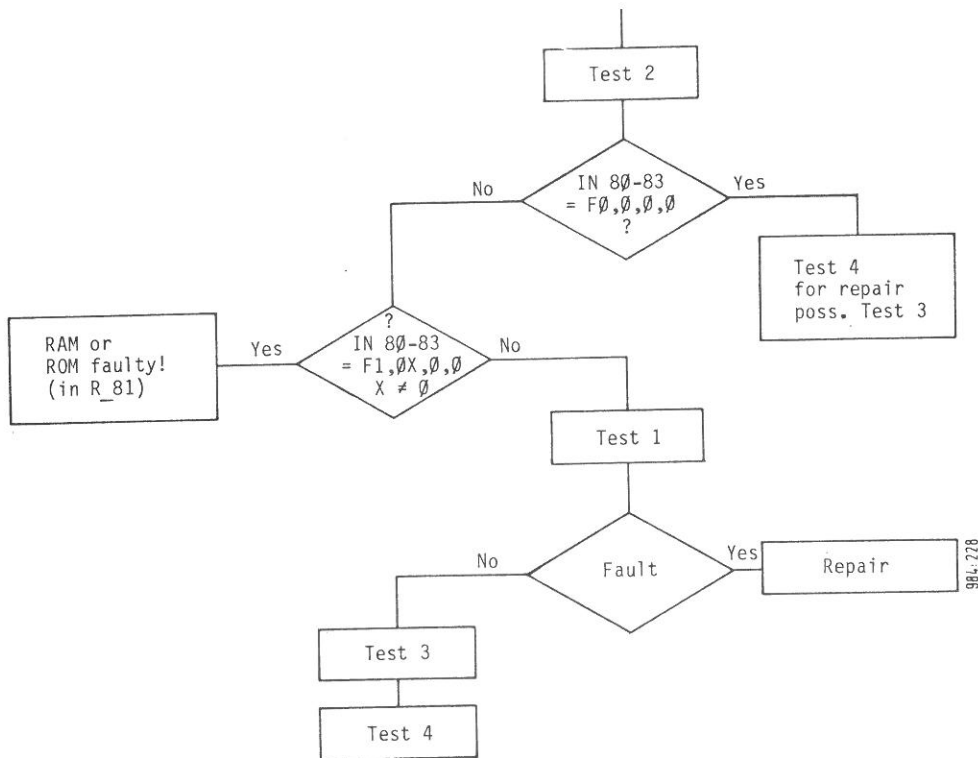 Test 2
No
IN 8Ø-83
= FØ,Ø,Ø,Ø
?
Yes
Test 4
for repair
poss. Test 3
RAM or
ROM faulty!
(in R_81)
Yes
?
IN 8Ø-83
= F1,ØX,Ø,Ø
X ≠ Ø
No
Test 1
No
Fault
Yes
Repair
984-228
Test 3
Test 4